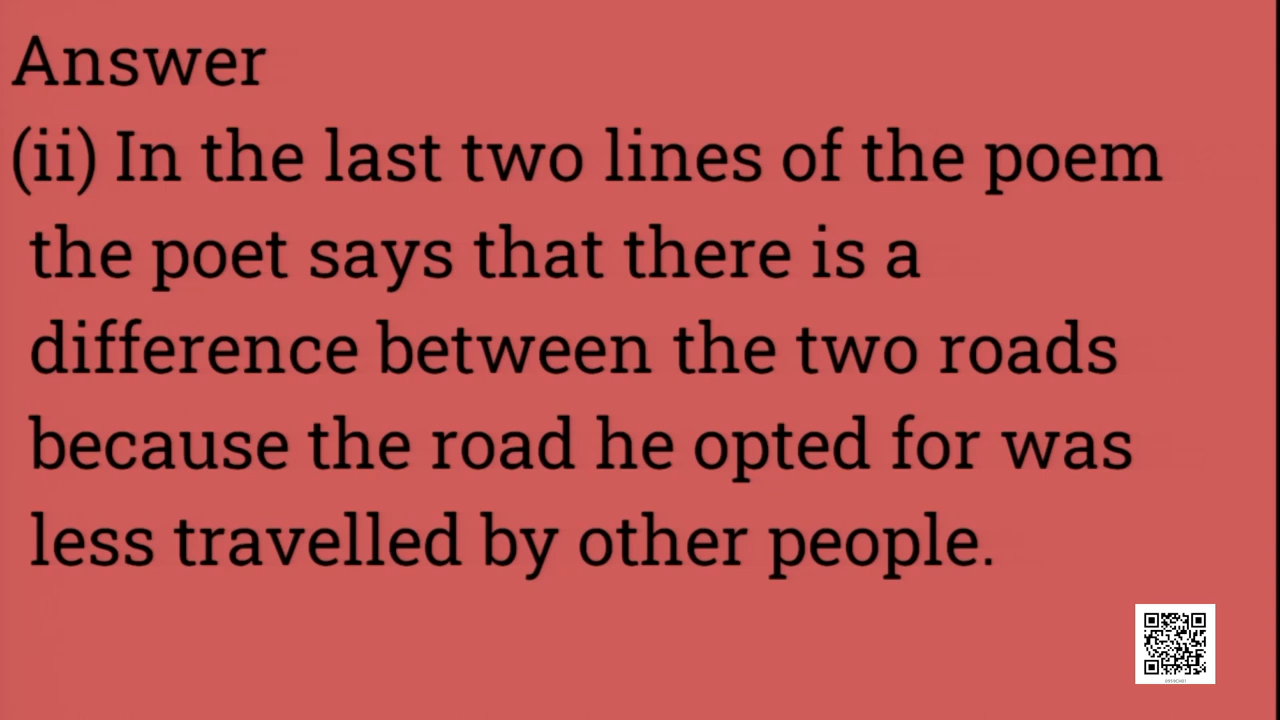 Answer
(ii) In the last two lines of the poem
the poet says that there is a
difference between the two roads
because the road he opted for was
less travelled by other people.